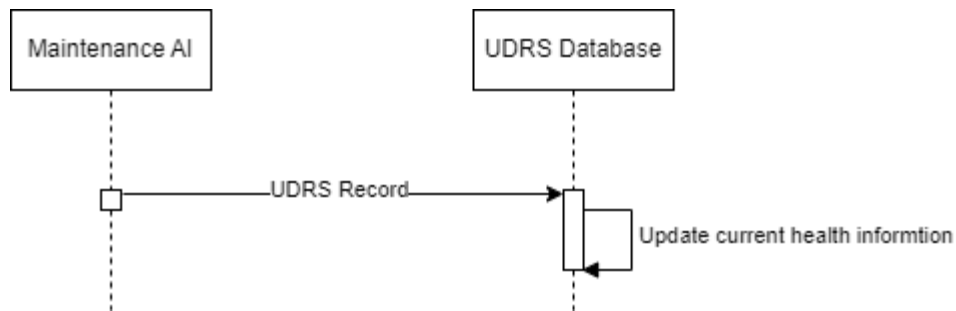 Maintenance AI
UDRS Database
UDRS Record
Update current health informtion